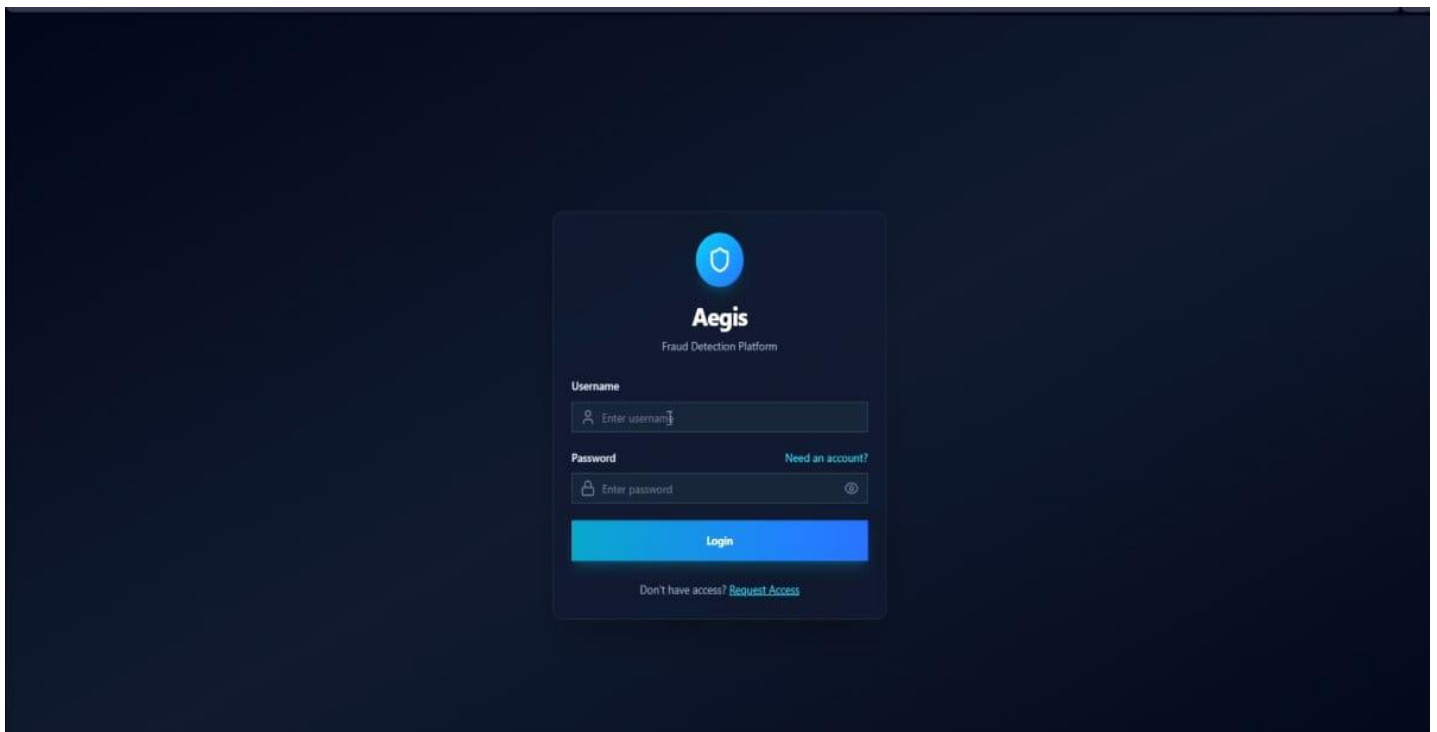 Aegis
Fraud Detection Platform
Username
Enter username
Password Need an account?
Enter password
Login
Don't have access? Request Access